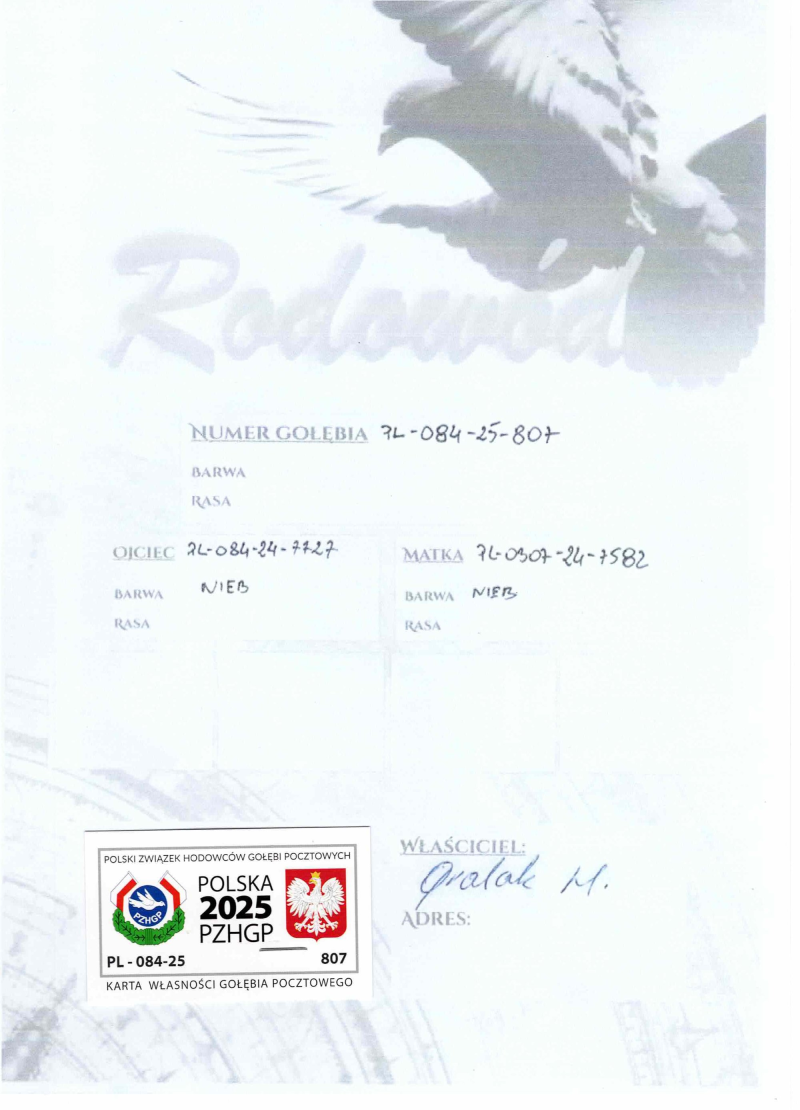 Rodowód
NUMER GOŁĘBIA PL-084-25-807
BARWA
RASA
OJCIEC PL-084-24-7727
BARWA NIEB
RASA
MATKA PL-0307-24-7582
BARWA NIEB
RASA
POLSKI ZWIĄZEK HODOWCÓW GOŁĘBI POCZTOWYCH
PZHGP
POLSKA
2025
PZHGP
PL - 084-25 807
KARTA WŁASNOŚCI GOŁĘBIA POCZTOWEGO
WŁAŚCICIEL:
M.
ADRES: